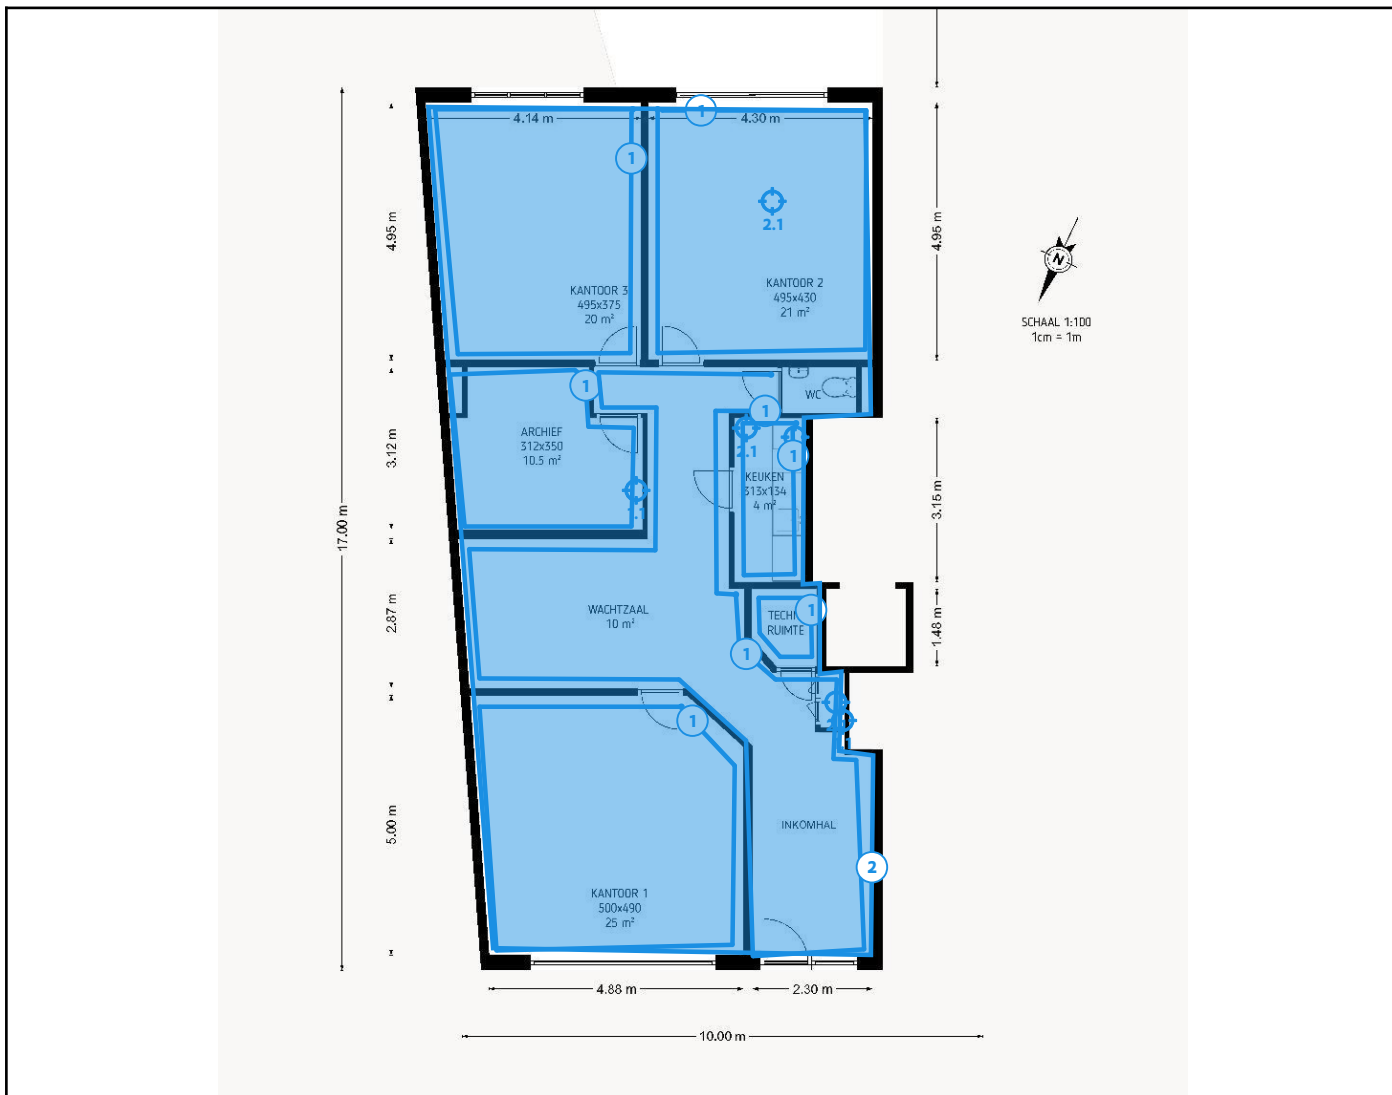 1
4.14 m
4.30 m
1
2.1
4.95 m
4.95 m
KANTOOR 3
495x375
20 m²
KANTOOR 2
495x430
21 m²
N
SCHAAL 1:100
1cm = 1m
1
WC
1
ARCHIEF
312x350
10.5 m²
3.12 m
2.1
1
KEUKEN
313x134
4 m²
3.15 m
17.00 m
WACHTZAAL
10 m²
2.87 m
TECHN
RUIMTE
1
1.48 m
1
1
5.00 m
INKOMHAL
2
KANTOOR 1
500x490
25 m²
4.88 m
2.30 m
10.00 m